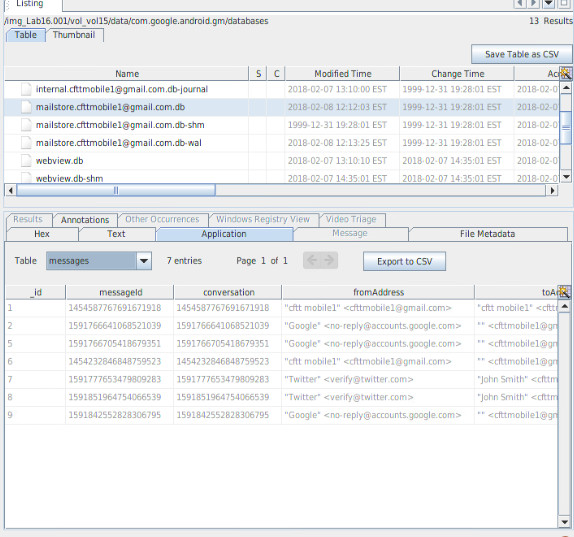 Listing
/img_Lab16.001/vol_vol15/data/com.google.android.gm/databases
13 Results
Table Thumbnail
Save Table as CSV
Name S C Modified Time Change Time
internal.cfttmobile1@gmail.com.db-journal 2018-02-07 13:10:00 EST 1999-12-31 19:28:01 EST 2018-02-0
mailstore.cfttmobile1@gmail.com.db 2018-02-08 12:12:03 EST 1999-12-31 19:28:01 EST 2018-02-0
mailstore.cfttmobile1@gmail.com.db-shm 1999-12-31 19:28:01 EST 1999-12-31 19:28:01 EST 1999-12-3
mailstore.cfttmobile1@gmail.com.db-wal 2018-02-08 12:13:25 EST 1999-12-31 19:28:01 EST 2018-02-0
webview.db 2018-02-07 13:10:10 EST 2018-02-07 14:35:01 EST 2018-02-0
webview.db-shm 2018-02-07 14:35:01 EST 2018-02-07 14:35:01 EST 2018-02-0
Results Annotations Other Occurrences Windows Registry View Video Triage
Hex Text Application Message File Metadata
Table messages 7 entries Page 1 of 1 Export to CSV
_id messageId conversation fromAddress
1 1454587767691671918 1454587767691671918 "cftt mobile1" <cfttmobile1@gmail.com> "cftt mobile1" <cfttm
2 1591766641068521039 1591766641068521039 "Google" <no-reply@accounts.google.com> "" <cfttmobile1@gm
5 1591766705418679351 1591766705418679351 "Google" <no-reply@accounts.google.com> "" <cfttmobile1@gm
6 1454232846848759523 1454232846848759523 "cftt mobile1" <cfttmobile1@gmail.com> "" <cfttmobile1@gm
7 1591777653479809283 1591777653479809283 "Twitter" <verify@twitter.com> "John Smith" <cfttm
8 1591851964754066539 1591851964754066539 "Twitter" <verify@twitter.com> "John Smith" <cfttm
9 1591842552828306795 1591842552828306795 "Google" <no-reply@accounts.google.com> "" <cfttmobile1@gm